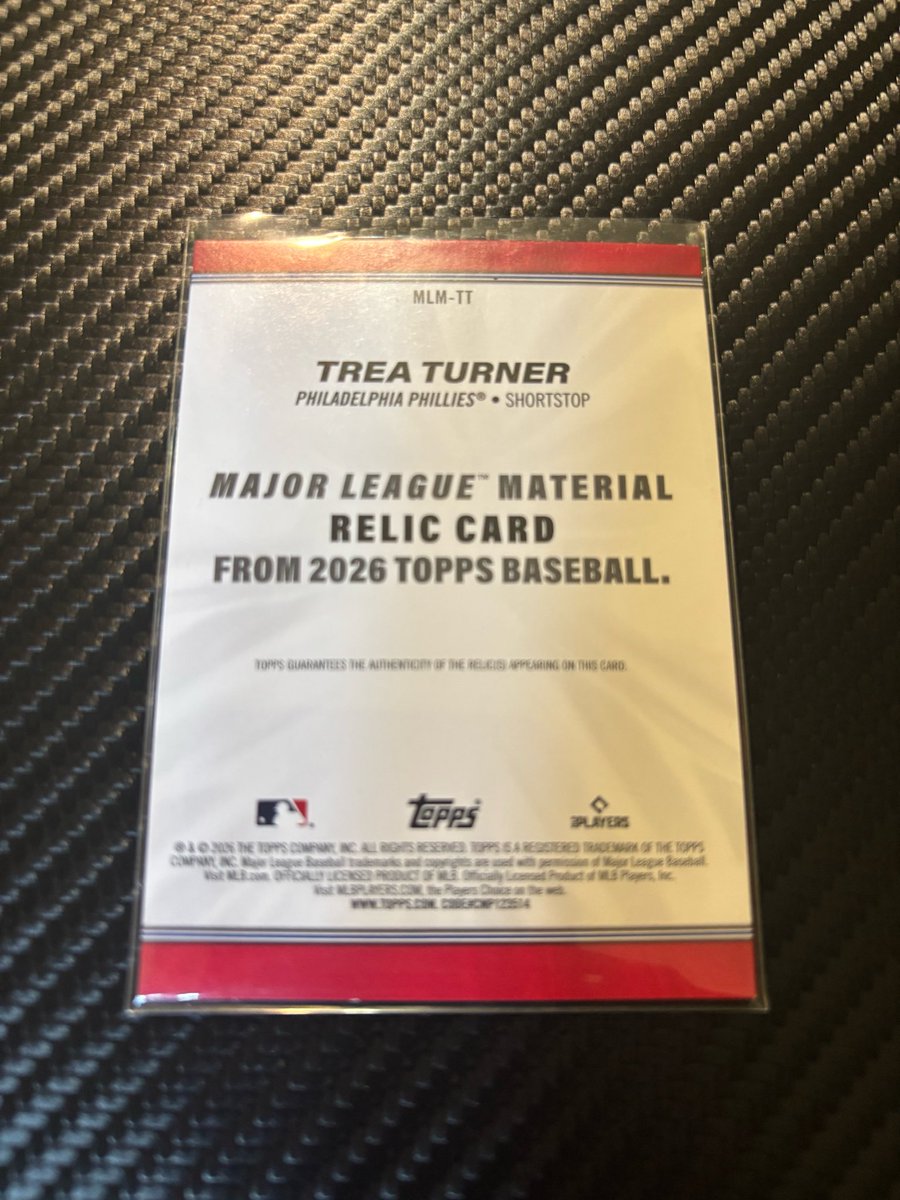 MLM-TT
TREA TURNER
PHILADELPHIA PHILLIES® • SHORTSTOP
MAJOR LEAGUE™ MATERIAL
RELIC CARD
FROM 2026 TOPPS BASEBALL.
TOPPS GUARANTEES THE AUTHENTICITY OF THE RELIC(S) APPEARING ON THIS CARD.
topps
PLAYERS
® & © 2026 THE TOPPS COMPANY, INC. ALL RIGHTS RESERVED. TOPPS IS A REGISTERED TRADEMARK OF THE TOPPS
COMPANY, INC. Major League Baseball trademarks and copyrights are used with permission of Major League Baseball.
Visit MLB.com. OFFICIALLY LICENSED PRODUCT OF MLB. Officially Licensed Product of MLB Players, Inc.
Visit MLBPLAYERS.COM, the Players Choice on the web.
WWW.TOPPS.COM. CODE#CMP123514